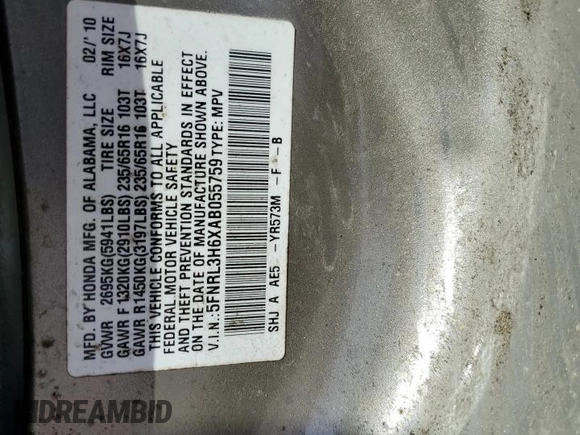 MFD. BY HONDA MFG. OF ALABAMA, LLC 02/'10
GVWR 2695KG(5941LBS) TIRE SIZE RIM SIZE
GAWR F 1320KG(2910LBS) 235/65R16 103T 16X7J
GAWR R1450KG(3197LBS) 235/65R16 103T 16X7J
THIS VEHICLE CONFORMS TO ALL APPLICABLE
FEDERAL MOTOR VEHICLE SAFETY
AND THEFT PREVENTION STANDARDS IN EFFECT
ON THE DATE OF MANUFACTURE SHOWN ABOVE.
V.I.N.:5FNRL3H6XAB055759 TYPE: MPV
SHJ A AE5 -YR573M -F -B
BIDREAMBID